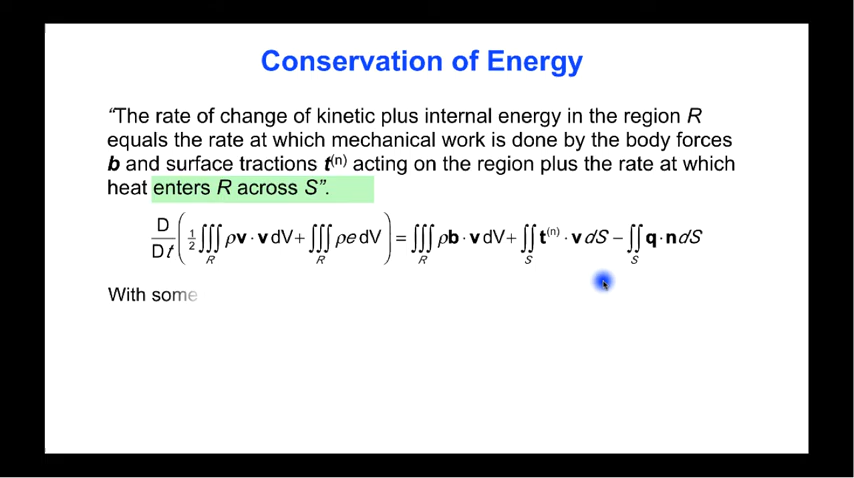 Conservation of Energy
“The rate of change of kinetic plus internal energy in the region R
equals the rate at which mechanical work is done by the body forces
b and surface tractions t⁽ⁿ⁾ acting on the region plus the rate at which
heat enters R across S”.
D/Dt (½ ∭_R ρv · v dV + ∭_R ρe dV) = ∭_R ρb · v dV + ∬_S t⁽ⁿ⁾ · v dS − ∬_S q · n dS
With some